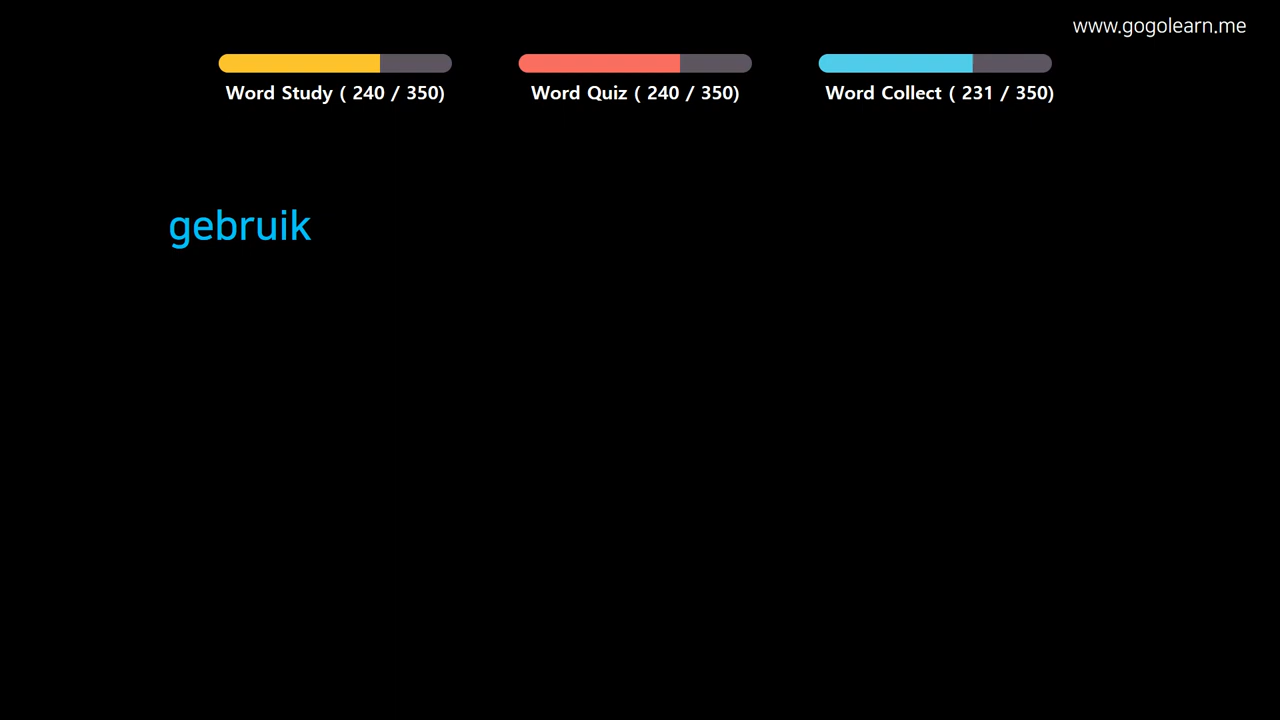 www.gogolearn.me
Word Study ( 240 / 350)
Word Quiz ( 240 / 350)
Word Collect ( 231 / 350)
gebruik